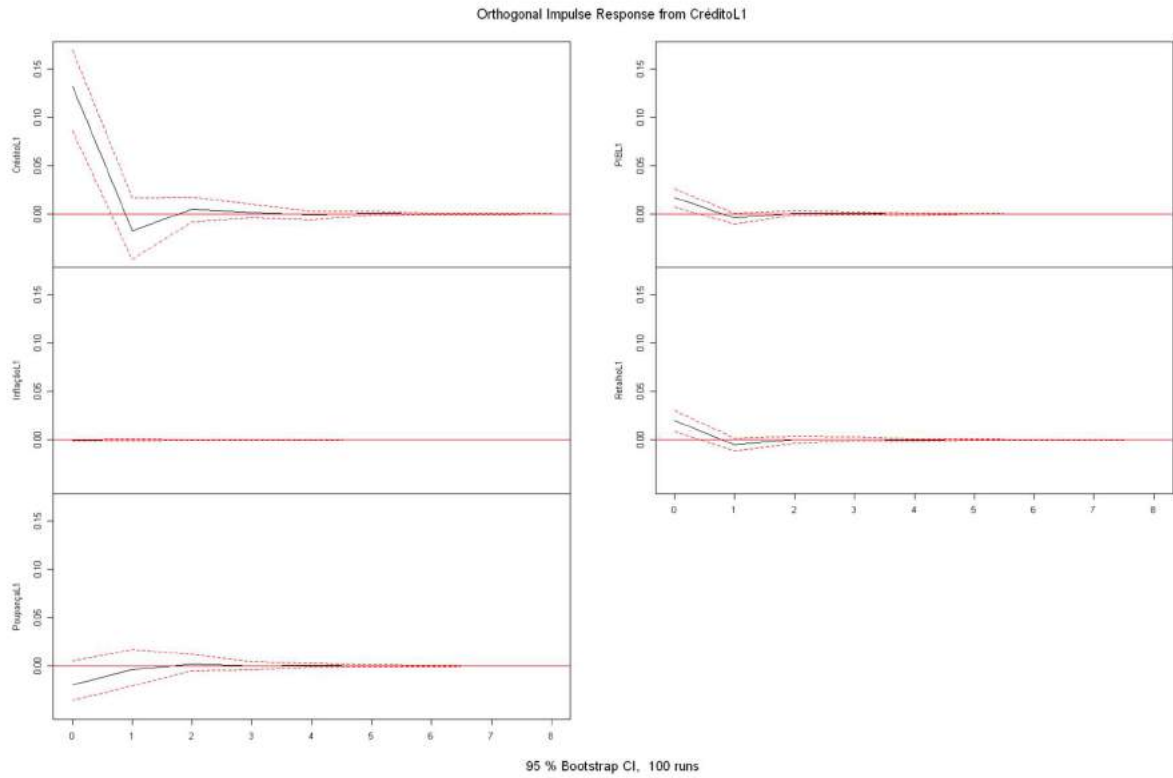 Orthogonal Impulse Response from CréditoL1
CréditoL1
0.00 0.05 0.10 0.15
InflaçãoL1
0.00 0.05 0.10 0.15
PoupançaL1
0.00 0.05 0.10 0.15
0 1 2 3 4 5 6 7 8
PIBL1
0.00 0.05 0.10 0.15
RetalhoL1
0.00 0.05 0.10 0.15
0 1 2 3 4 5 6 7 8
95 % Bootstrap CI, 100 runs